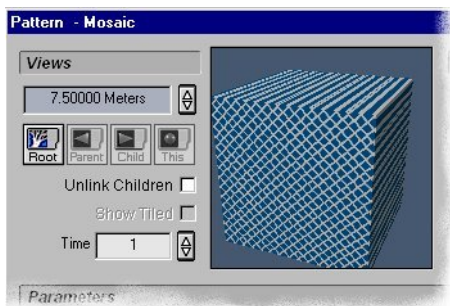 Pattern - Mosaic
Views
7.50000 Meters
Root Parent Child This
Unlink Children
Show Tiled
Time 1
Parameters